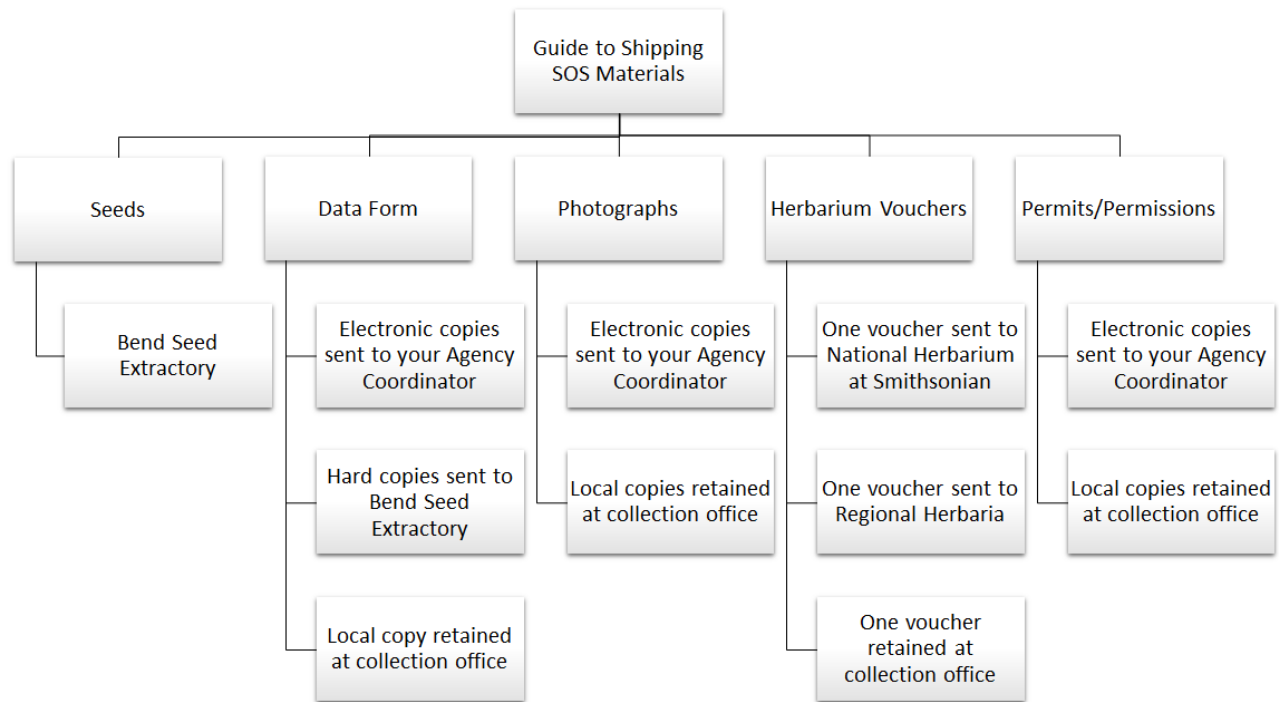 Guide to Shipping
SOS Materials
Seeds
Data Form
Photographs
Herbarium Vouchers
Permits/Permissions
Bend Seed
Extractory
Electronic copies
sent to your Agency
Coordinator
Electronic copies
sent to your Agency
Coordinator
One voucher sent to
National Herbarium
at Smithsonian
Electronic copies
sent to your Agency
Coordinator
Hard copies sent to
Bend Seed
Extractory
Local copies retained
at collection office
One voucher sent to
Regional Herbaria
Local copies retained
at collection office
Local copy retained
at collection office
One voucher
retained at
collection office